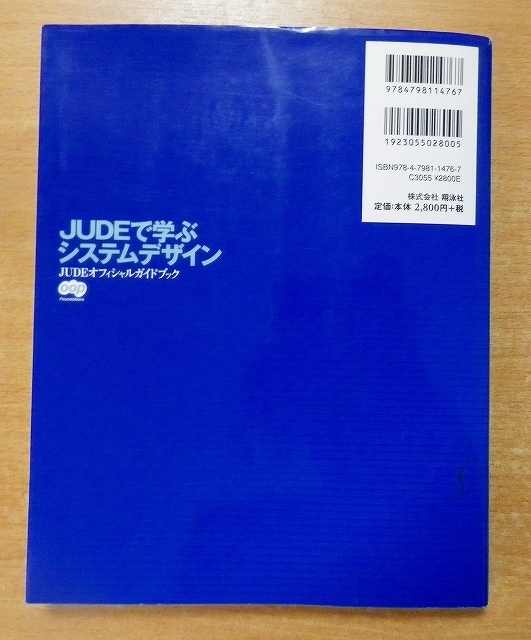 9784798114767
1923055028005
ISBN978-4-7981-1476-7
C3055 ¥2800E
株式会社 翔泳社
定価:本体 2,800円+税
JUDEで学ぶ
システムデザイン
JUDEオフィシャルガイドブック
oop
Foundations